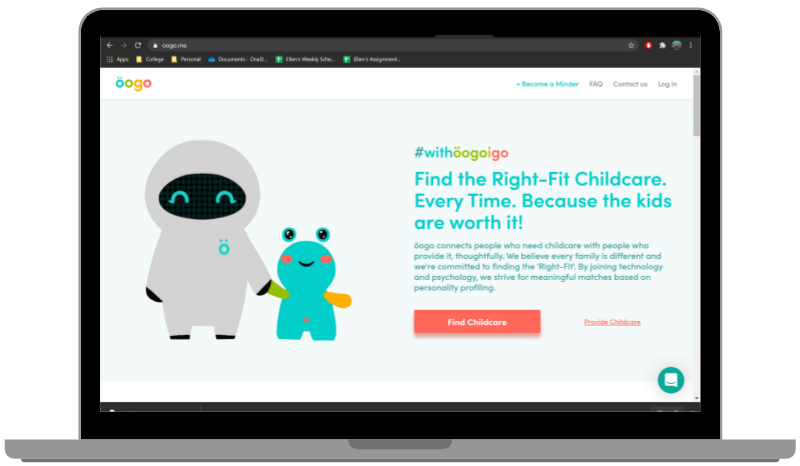 oogo.me
Apps College Personal Documents - OneD... Ellen's Weekly Sche... Ellen's Assignment...
öogo + Become a Minder FAQ Contact us Log in
#withöogoigo
Find the Right-Fit Childcare.
Every Time. Because the kids
are worth it!
öogo connects people who need childcare with people who
provide it, thoughtfully. We believe every family is different and
we're committed to finding the 'Right-Fit'. By joining technology
and psychology, we strive for meaningful matches based on
personality profiling.
Find Childcare Provide Childcare
ö